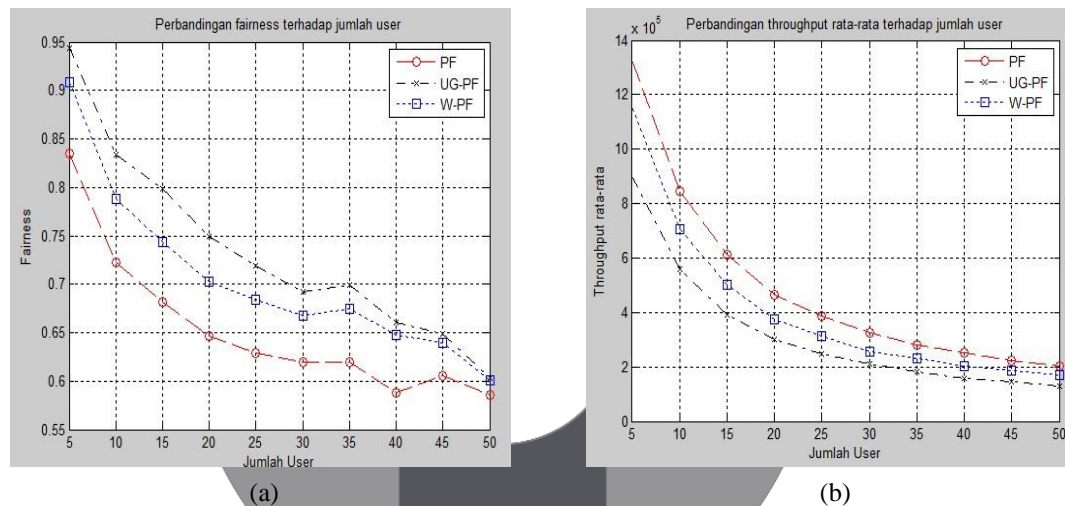 Perbandingan fairness terhadap jumlah user
0.95
0.9
0.85
0.8
0.75
0.7
0.65
0.6
0.55
Fairness
PF
UG-PF
W-PF
5 10 15 20 25 30 35 40 45 50
Jumlah User
(a)
Perbandingan throughput rata-rata terhadap jumlah user
x 10^5
14
12
10
8
6
4
2
0
Throughput rata-rata
PF
UG-PF
W-PF
5 10 15 20 25 30 35 40 45 50
Jumlah User
(b)